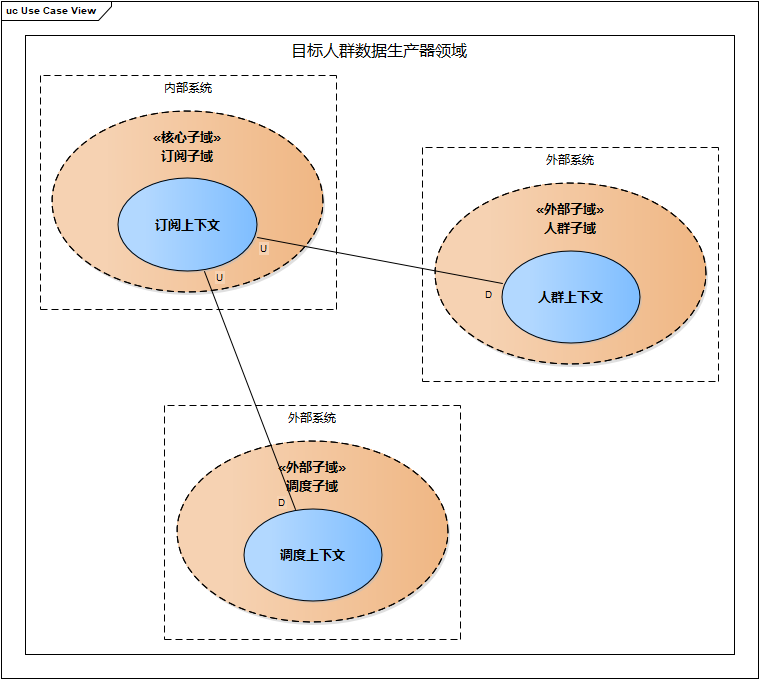 uc Use Case View
目标人群数据生产器领域
内部系统
«核心子域»
订阅子域
订阅上下文
U
U
外部系统
«外部子域»
人群子域
人群上下文
D
外部系统
«外部子域»
调度子域
D
调度上下文